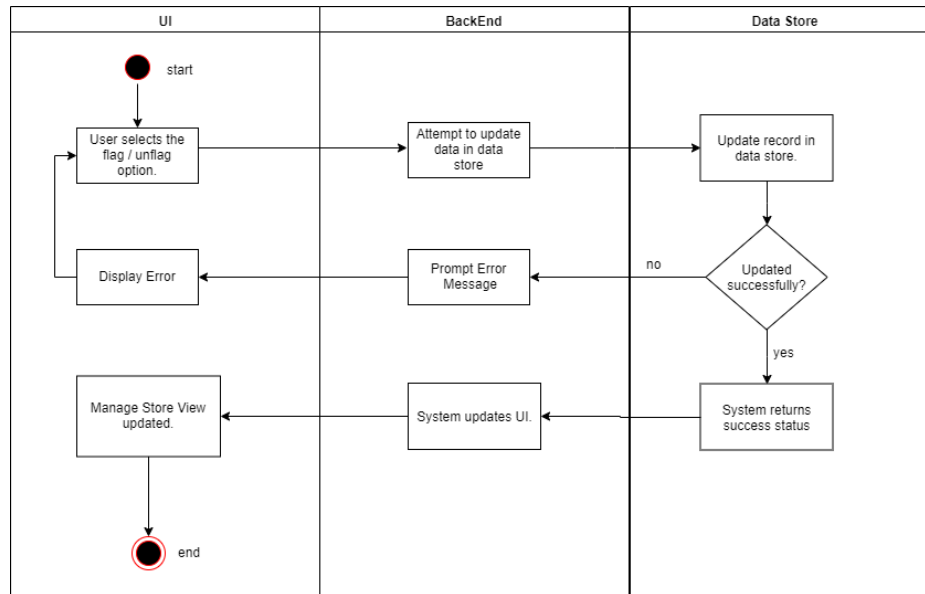 UI
BackEnd
Data Store
start
User selects the
flag / unflag
option.
Attempt to update
data in data
store
Update record in
data store.
Display Error
Prompt Error
Message
no
Updated
successfully?
yes
Manage Store View
updated.
System updates UI.
System returns
success status
end